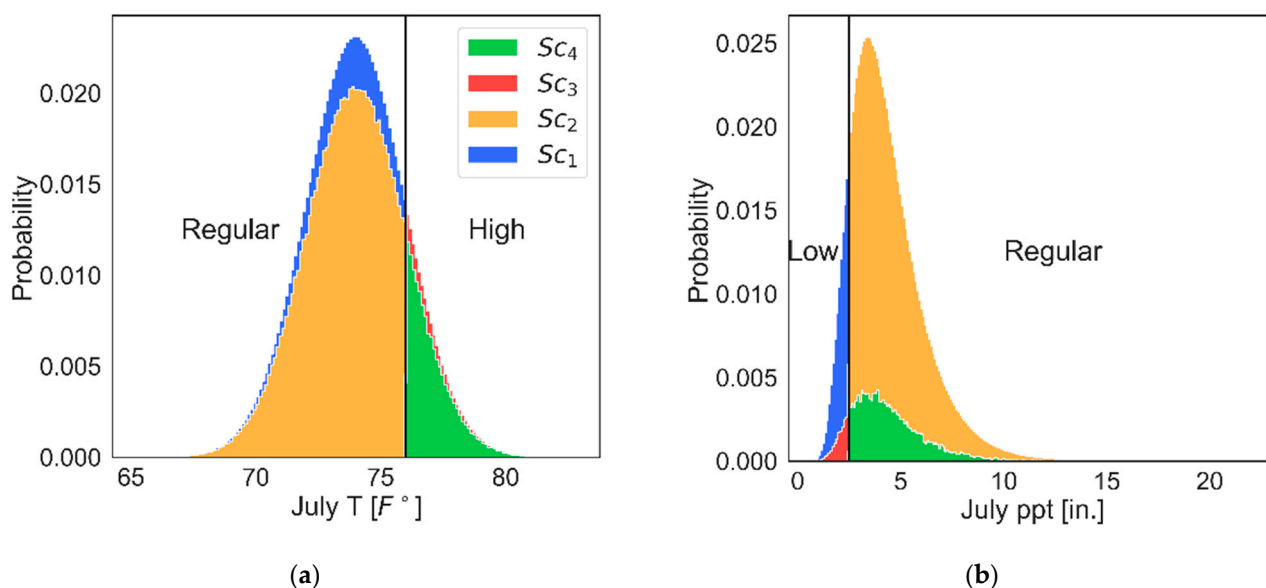 Probability
0.020
0.015
0.010
0.005
0.000
65
70
75
80
July T [F°]
Regular
High
Sc4
Sc3
Sc2
Sc1
(a)
Probability
0.025
0.020
0.015
0.010
0.005
0.000
0
5
10
15
20
July ppt [in.]
Low
Regular
(b)